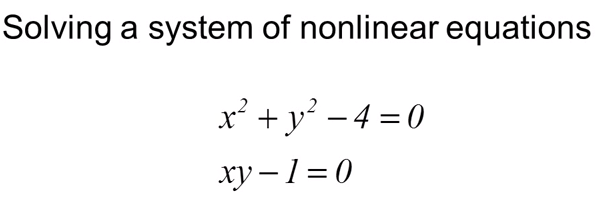 Solving a system of nonlinear equations
x² + y² – 4 = 0
xy – 1 = 0